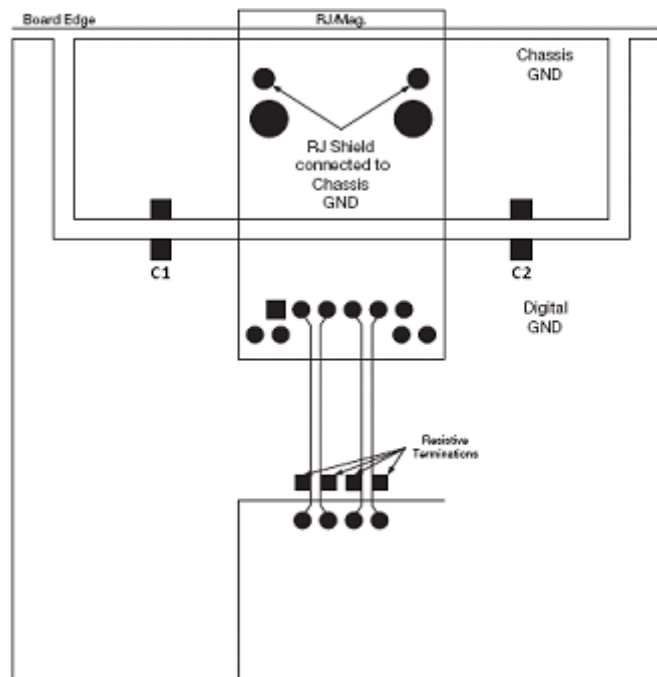 Board Edge
RJ/Mag.
Chassis
GND
RJ Shield
connected to
Chassis
GND
C1
C2
Digital
GND
Resistive
Terminations